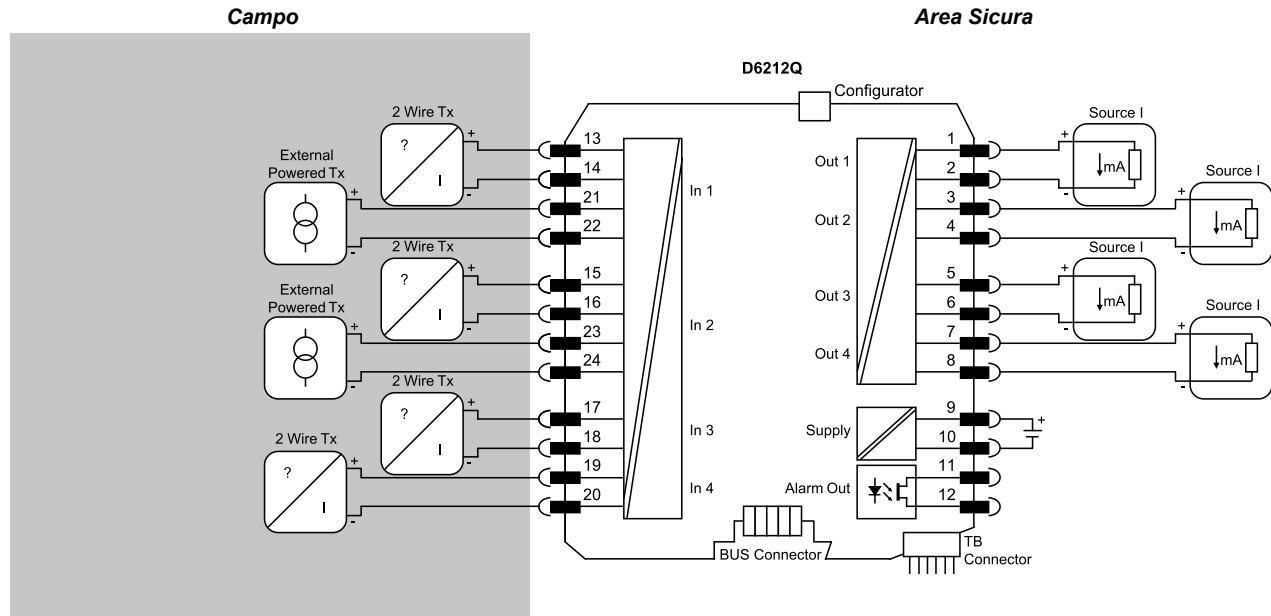 Campo
Area Sicura
D6212Q
Configurator
2 Wire Tx
?
I
+
-
External
Powered Tx
+
-
13
14
21
22
In 1
2 Wire Tx
?
I
+
-
External
Powered Tx
+
-
15
16
23
24
In 2
2 Wire Tx
?
I
+
-
17
18
In 3
2 Wire Tx
?
I
+
-
19
20
In 4
Out 1
1
2
+
-
Source I
mA
Out 2
3
4
+
-
Source I
mA
Out 3
5
6
+
-
Source I
mA
Out 4
7
8
+
-
Source I
mA
Supply
9
10
+
Alarm Out
11
12
BUS Connector
TB
Connector